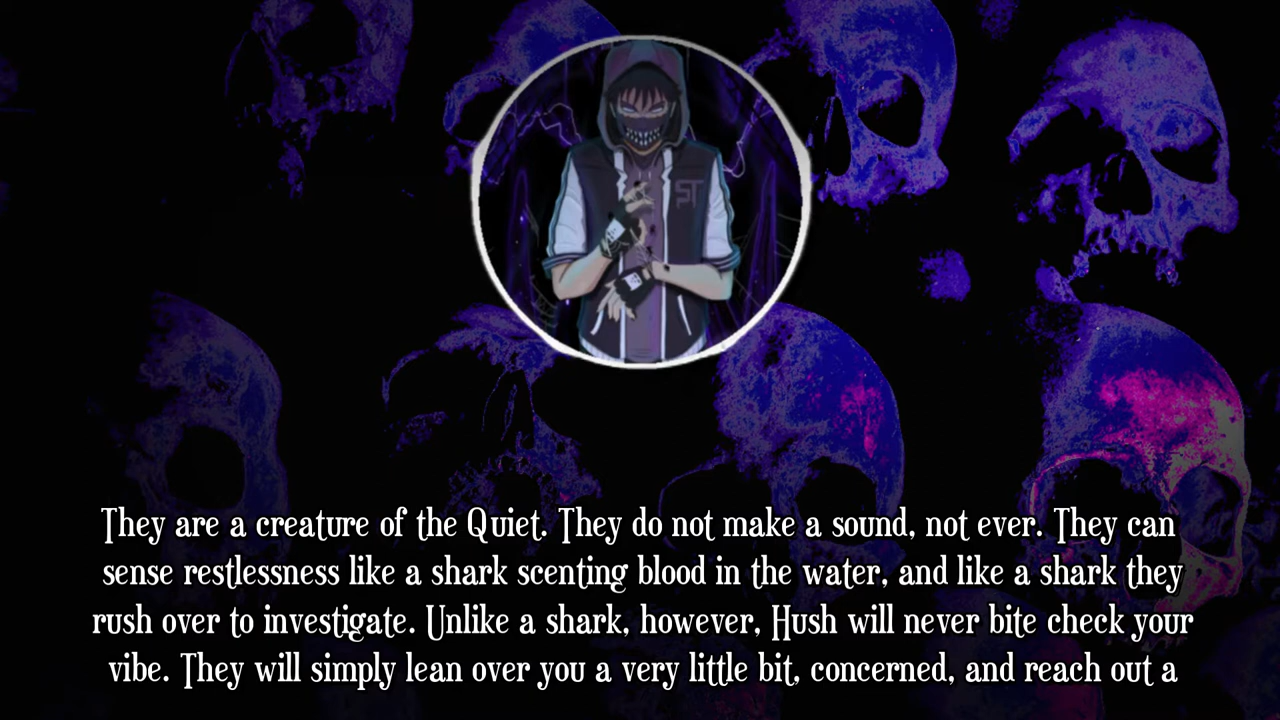 ST
They are a creature of the Quiet. They do not make a sound, not ever. They can
sense restlessness like a shark scenting blood in the water, and like a shark they
rush over to investigate. Unlike a shark, however, Hush will never bite check your
vibe. They will simply lean over you a very little bit, concerned, and reach out a